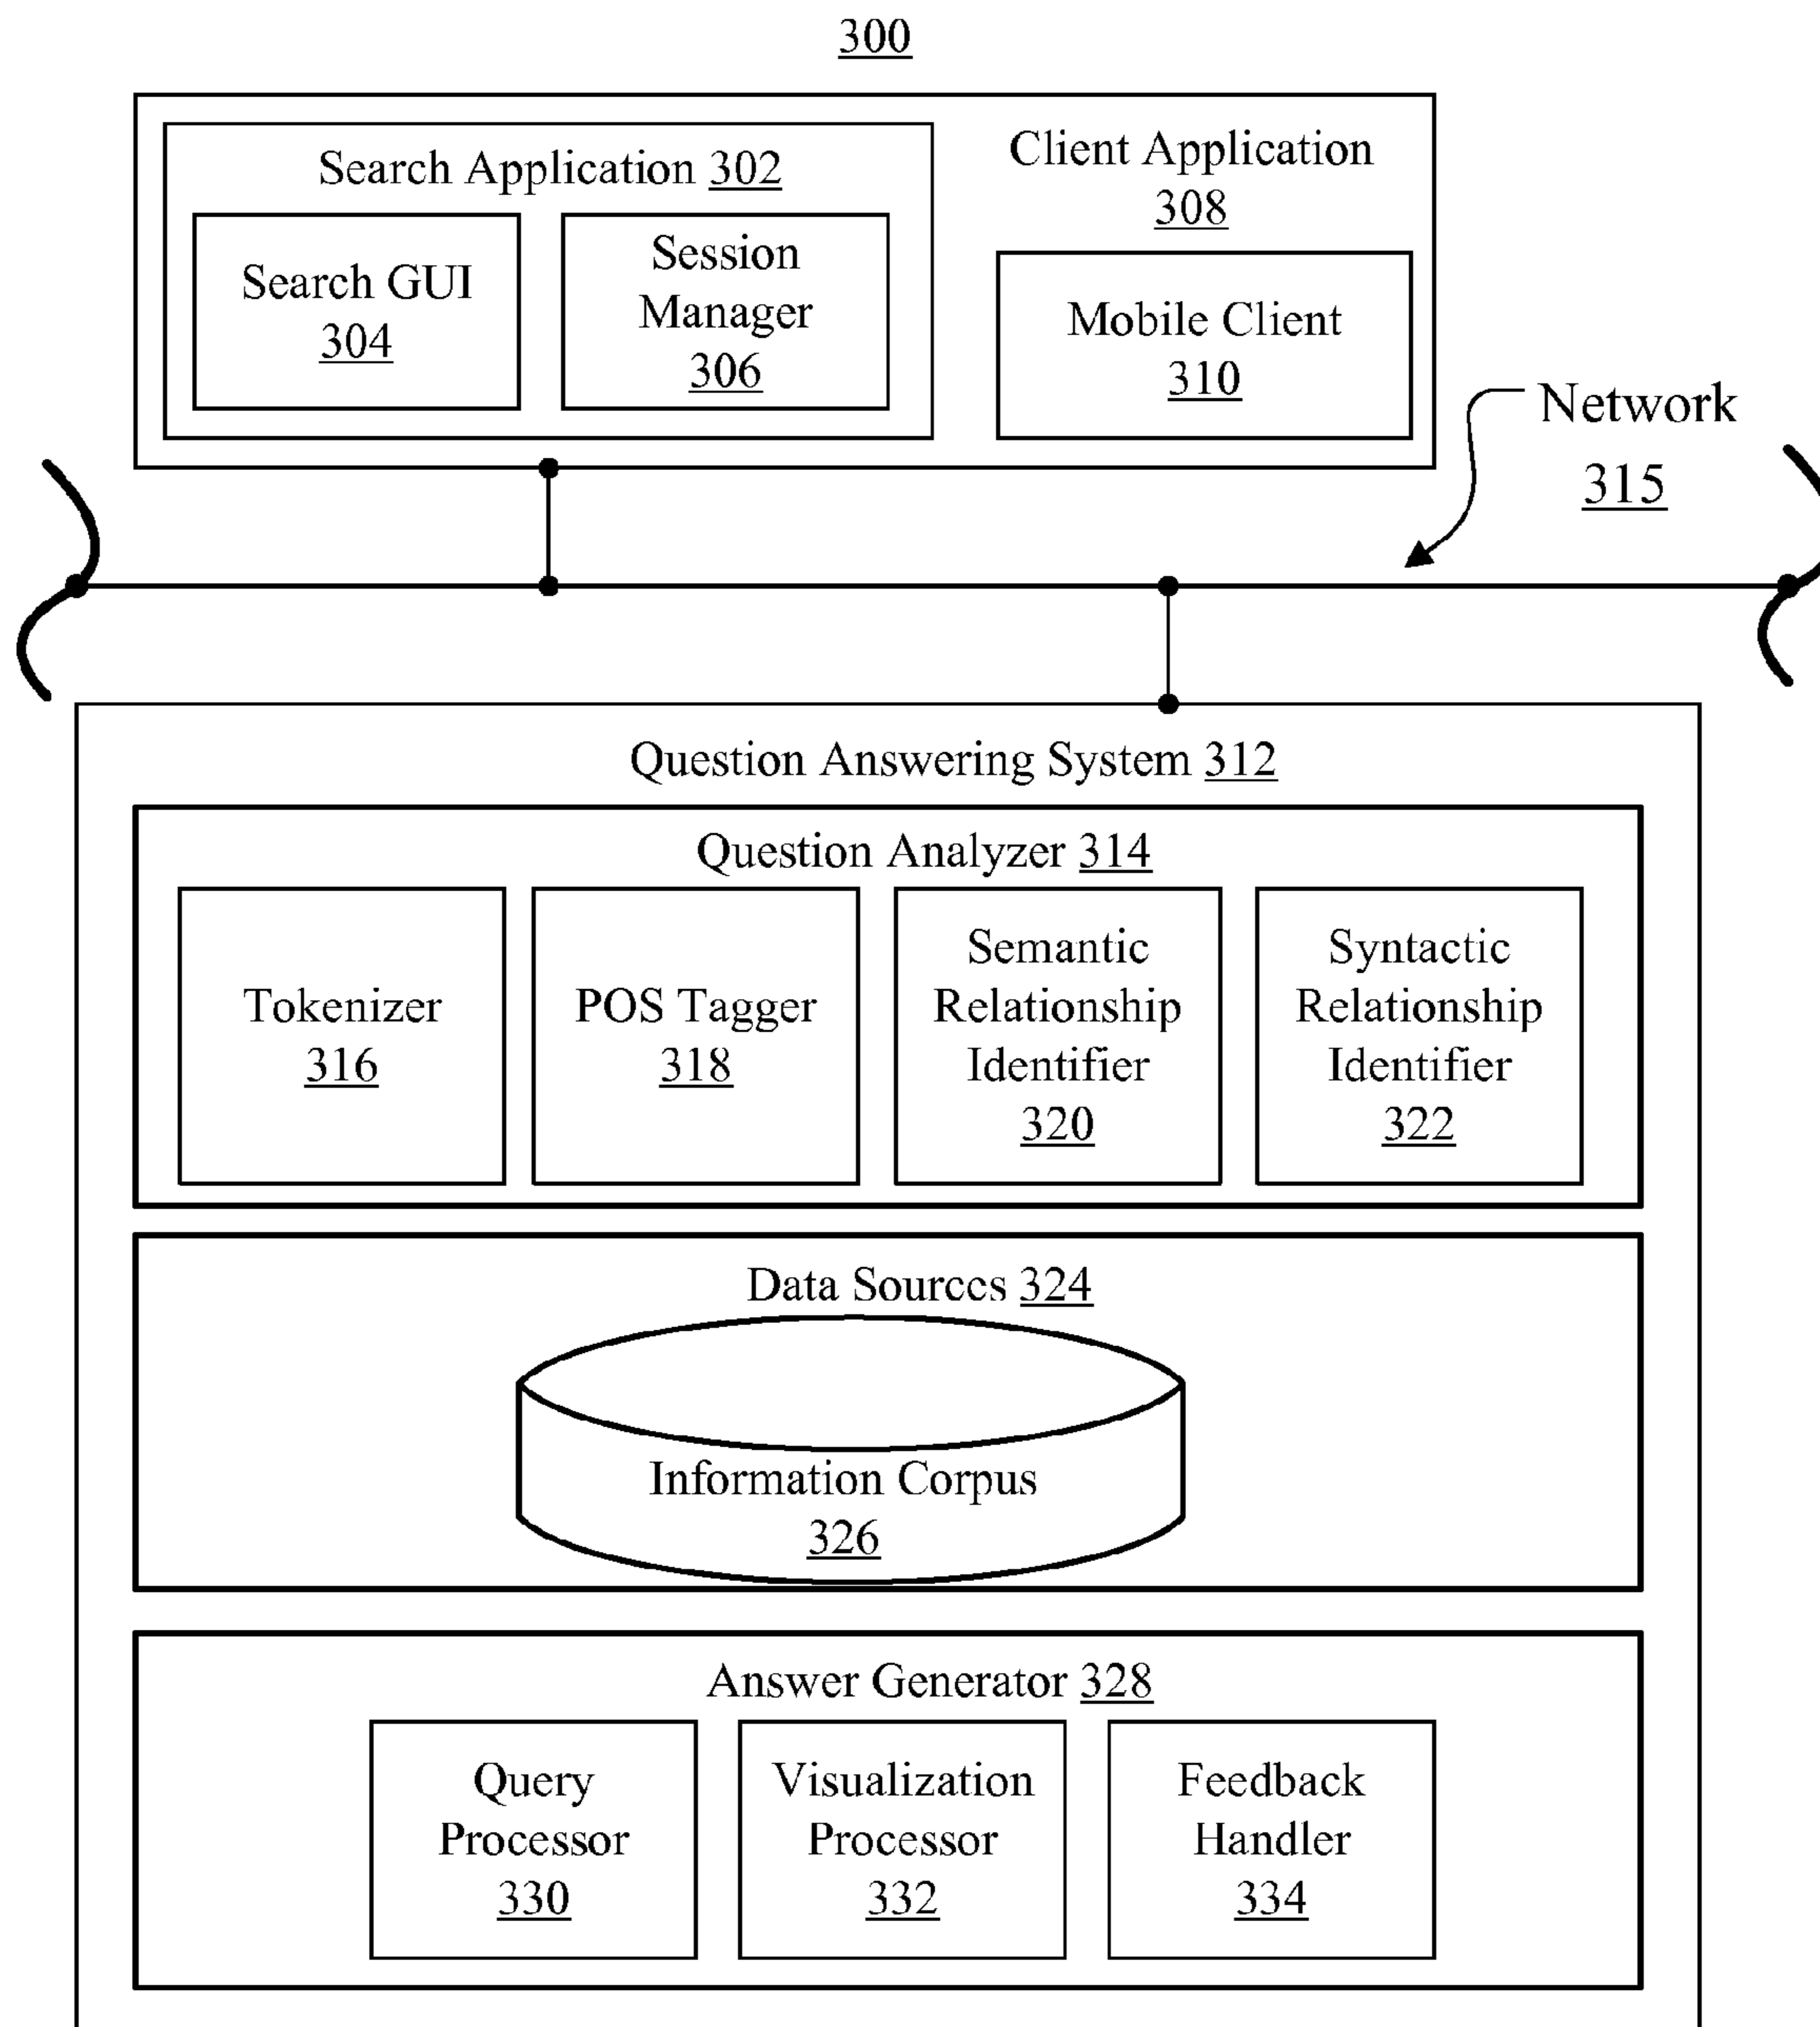 300
Search Application 302
Search GUI
304
Session
Manager
306
Client Application
308
Mobile Client
310
Network
315
Question Answering System 312
Question Analyzer 314
Tokenizer
316
POS Tagger
318
Semantic
Relationship
Identifier
320
Syntactic
Relationship
Identifier
322
Data Sources 324
Information Corpus
326
Answer Generator 328
Query
Processor
330
Visualization
Processor
332
Feedback
Handler
334